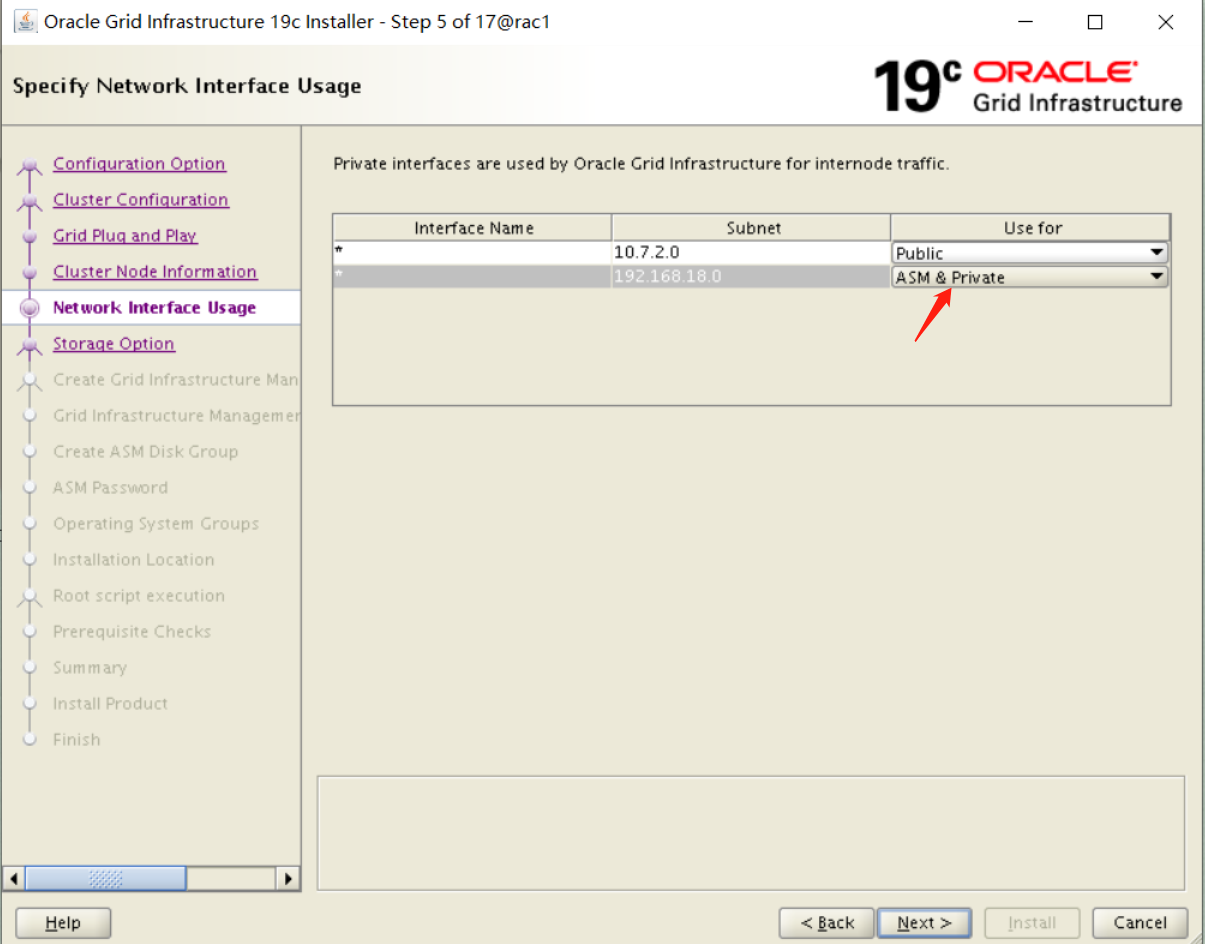 Oracle Grid Infrastructure 19c Installer - Step 5 of 17@rac1
Specify Network Interface Usage
19c ORACLE
Grid Infrastructure
Configuration Option
Cluster Configuration
Grid Plug and Play
Cluster Node Information
Network Interface Usage
Storage Option
Create Grid Infrastructure Man
Grid Infrastructure Managemen
Create ASM Disk Group
ASM Password
Operating System Groups
Installation Location
Root script execution
Prerequisite Checks
Summary
Install Product
Finish
Private interfaces are used by Oracle Grid Infrastructure for internode traffic.
Interface Name Subnet Use for
* 10.7.2.0 Public
* 192.168.18.0 ASM & Private
Help < Back Next > Install Cancel